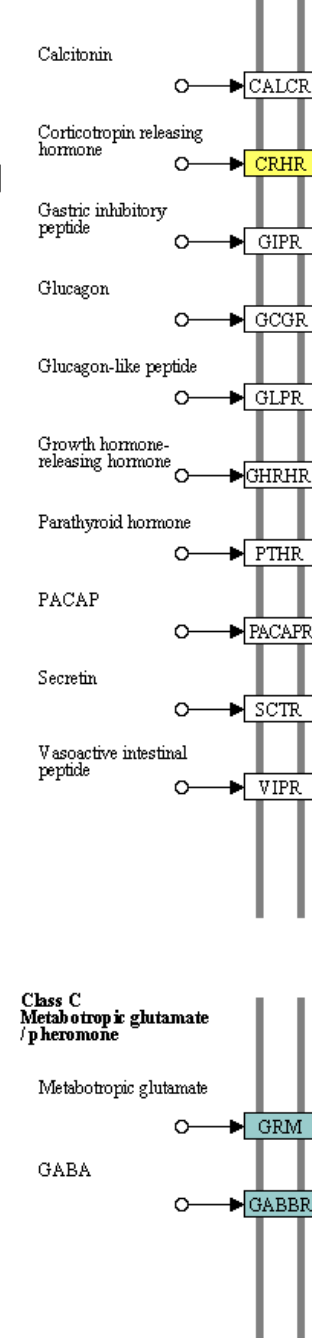 Calcitonin
CALCR
Corticotropin releasing
hormone
CRHR
Gastric inhibitory
peptide
GIPR
Glucagon
GCGR
Glucagon-like peptide
GLPR
Growth hormone-
releasing hormone
GHRHR
Parathyroid hormone
PTHR
PACAP
PACAPR
Secretin
SCTR
Vasoactive intestinal
peptide
VIPR
Class C
Metabotropic glutamate
/ pheromone
Metabotropic glutamate
GRM
GABA
GABBR